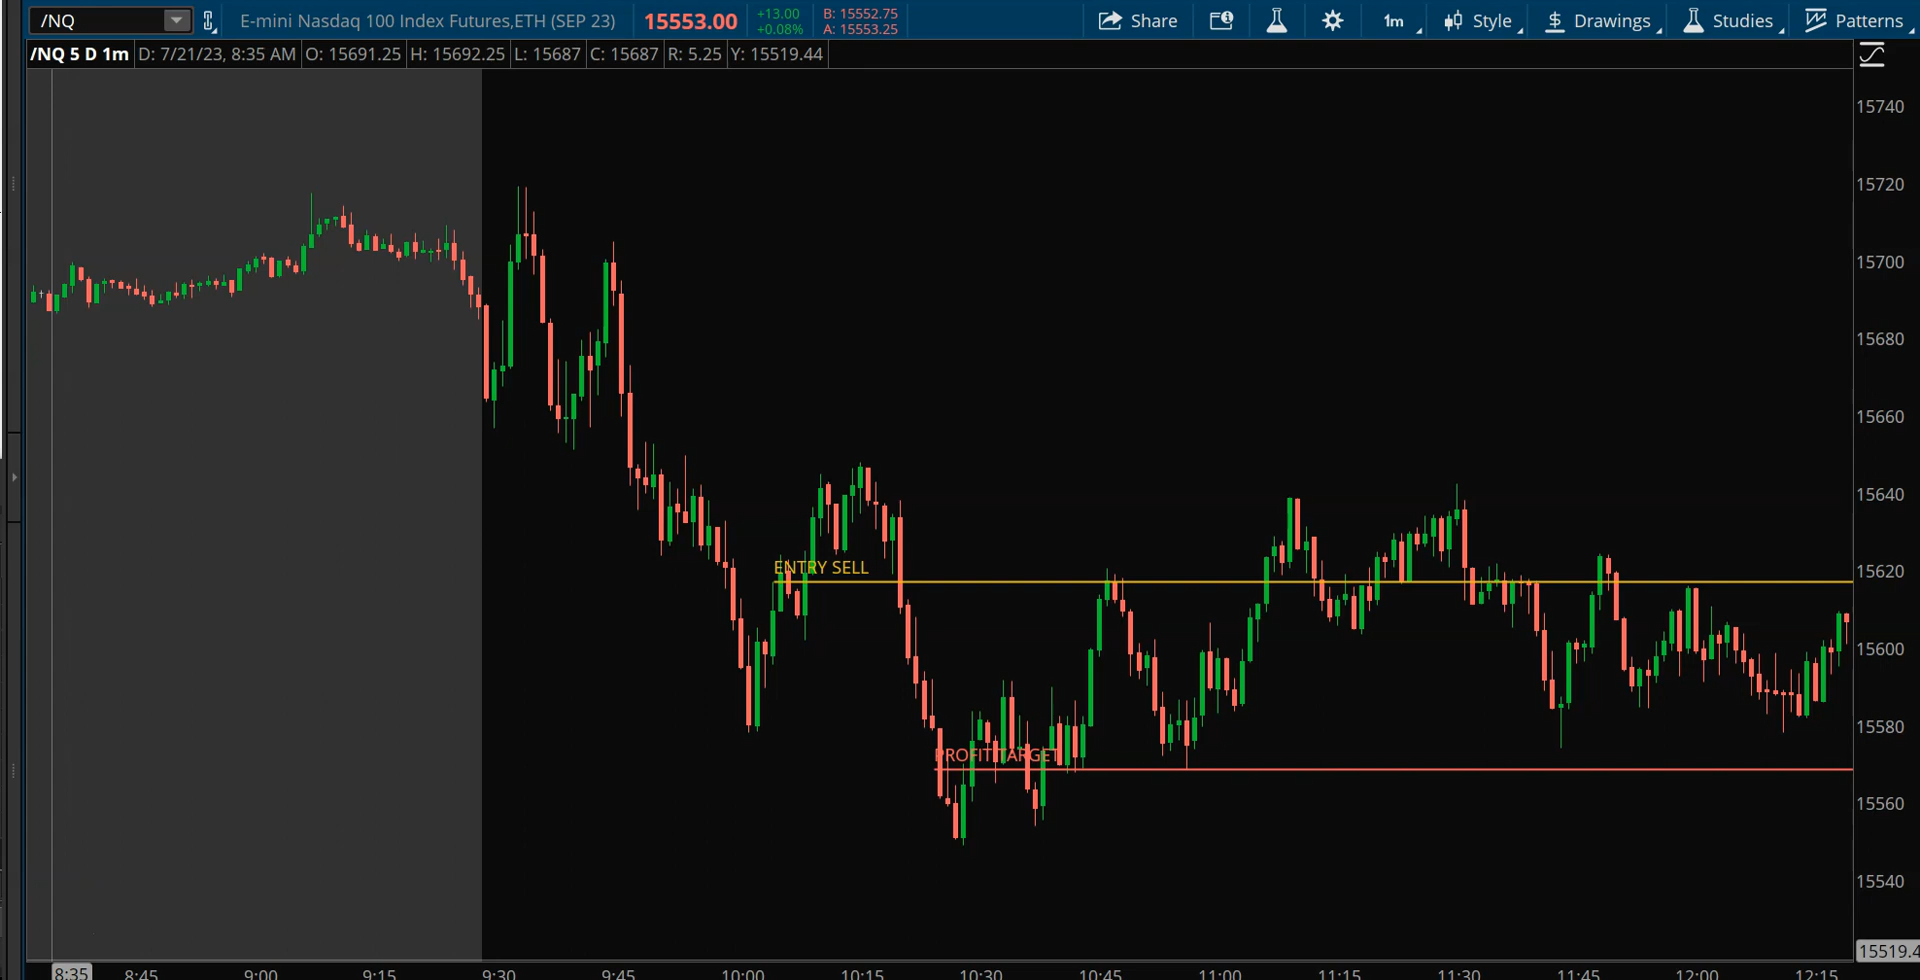 /NQ E-mini Nasdaq 100 Index Futures,ETH (SEP 23) 15553.00 +13.00 B: 15552.75 Share 1m Style $ Drawings Studies Patterns
+0.08% A: 15553.25
/NQ 5 D 1m D: 7/21/23, 8:35 AM O: 15691.25 H: 15692.25 L: 15687 C: 15687 R: 5.25 Y: 15519.44
15740
15720
15700
15680
15660
15640
ENTRY SELL
15620
15600
15580
PROFIT TARGET
15560
15540
15519.4
8:35 8:45 9:00 9:15 9:30 9:45 10:00 10:15 10:30 10:45 11:00 11:15 11:30 11:45 12:00 12:15